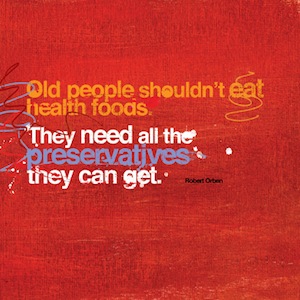 Old people shouldn't eat
health foods.
They need all the
preservatives
they can get.
Robert Orben